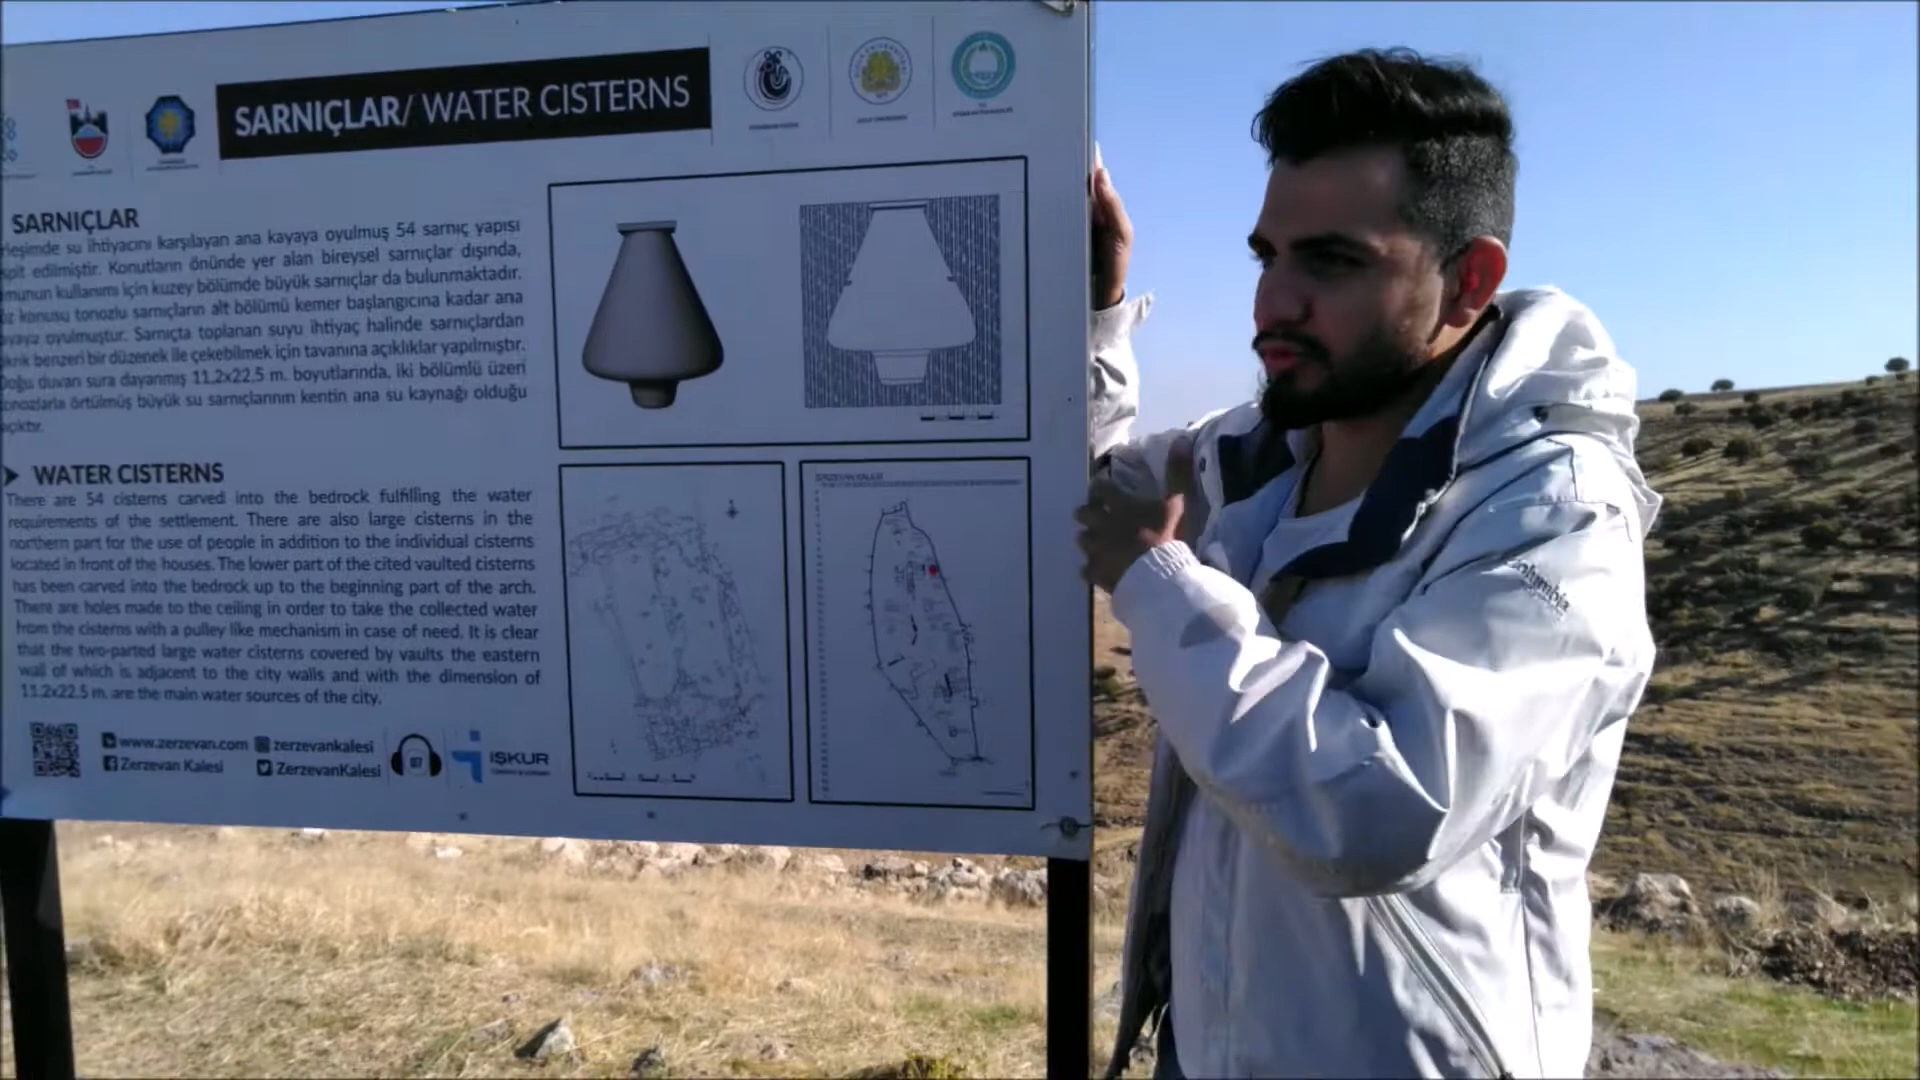 SARNIÇLAR/ WATER CISTERNS
SARNIÇLAR
su ihtiyacını karşılayan ana kayaya oyulmuş 54 sarnıç yapısı
edilmiştir. Konutların önünde yer alan bireysel sarnıçlar dışında,
kullanımı için kuzey bölümde büyük sarnıçlar da bulunmaktadır.
konusu tonozlu sarnıçların alt bölümü kemer başlangıcına kadar ana
oyulmuştur. Sarnıçta toplanan suyu ihtiyaç halinde sarnıçlardan
benzeri bir düzenek ile çekebilmek için tavanına açıklıklar yapılmıştır.
Doğu duvarı sura dayanmış 11.2x22.5 m. boyutlarında, iki bölümlü üzeri
örtülmüş büyük su sarnıçlarının kentin ana su kaynağı olduğu
açıktır.
WATER CISTERNS
There are 54 cisterns carved into the bedrock fulfilling the water
requirements of the settlement. There are also large cisterns in the
northern part for the use of people in addition to the individual cisterns
located in front of the houses. The lower part of the cited vaulted cisterns
has been carved into the bedrock up to the beginning part of the arch.
There are holes made to the ceiling in order to take the collected water
from the cisterns with a pulley like mechanism in case of need. It is clear
that the two-parted large water cisterns covered by vaults the eastern
wall of which is adjacent to the city walls and with the dimension of
11.2x22.5 m. are the main water sources of the city.
www.zerzevan.com zerzevankalesi
Zerzevan Kalesi ZerzevanKalesi
İŞKUR
ZERZEVAN KALESİ
Columbia